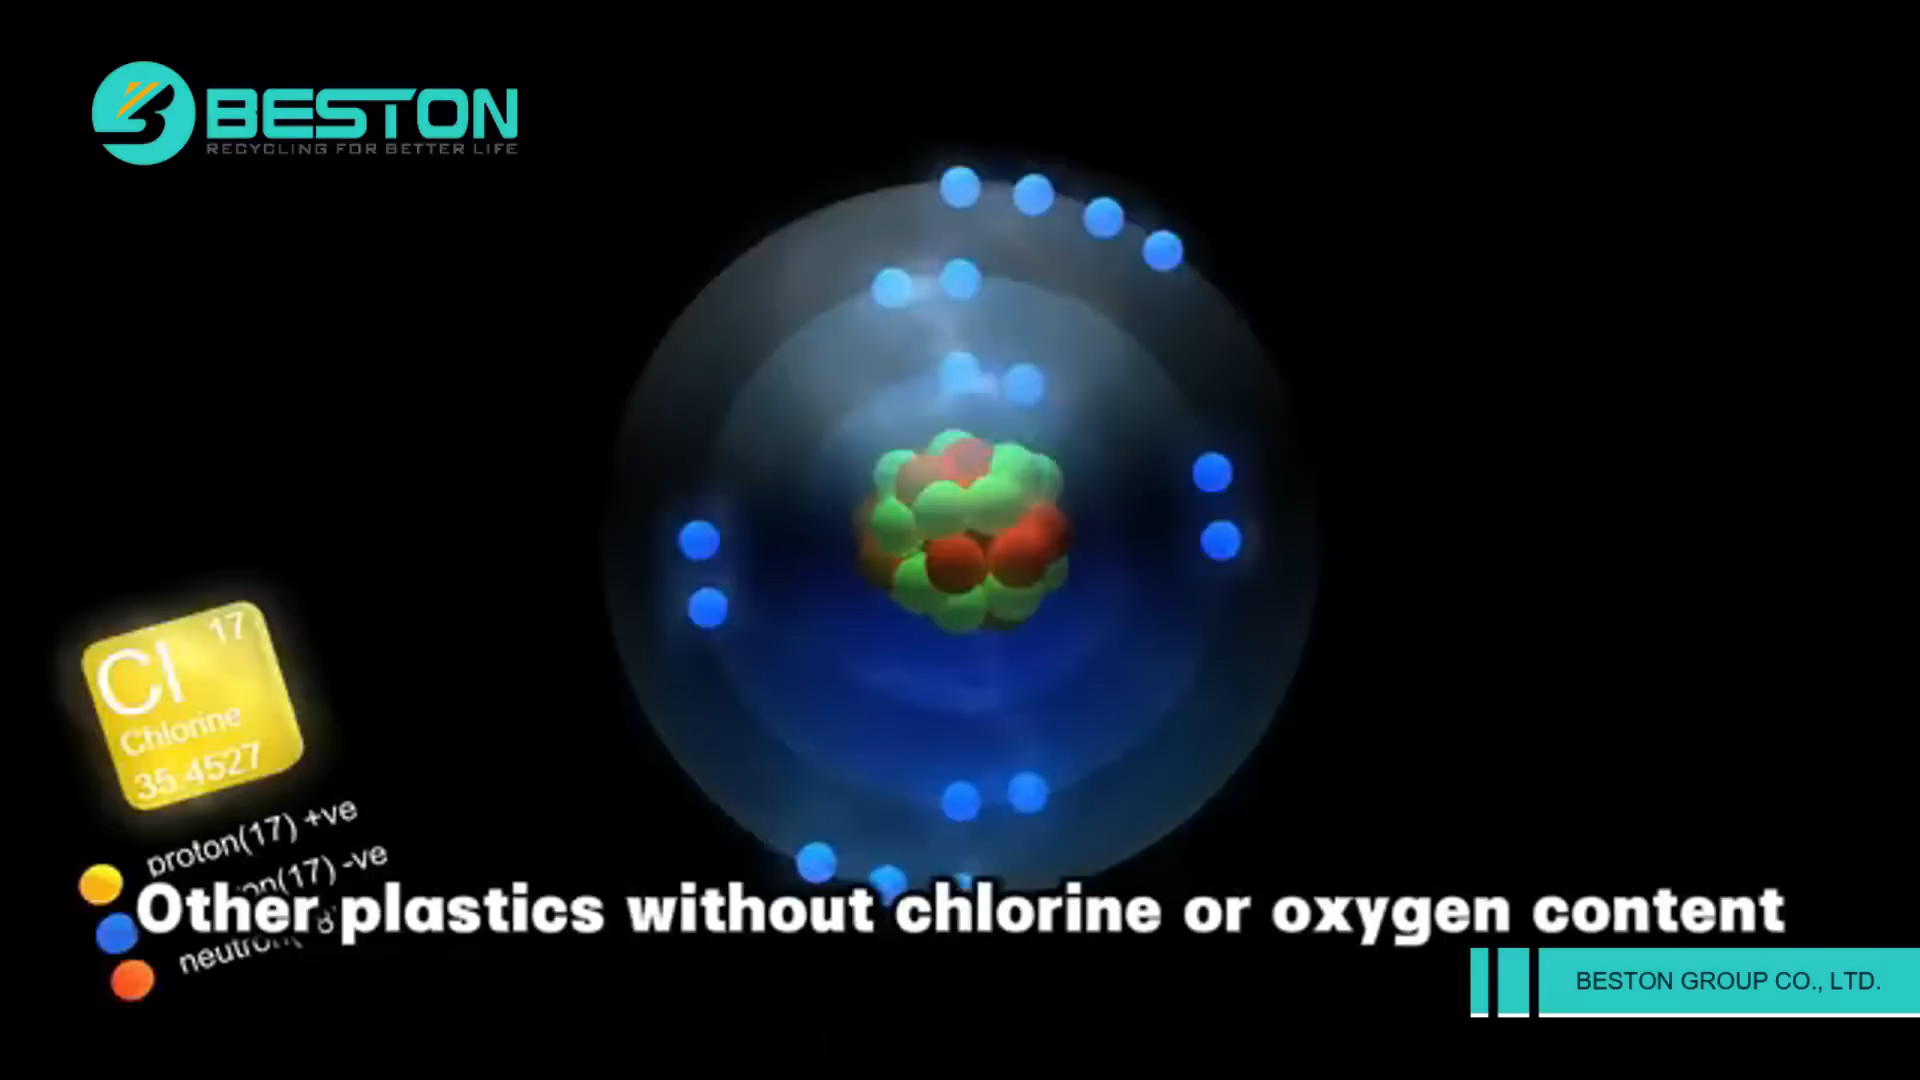 BESTON
RECYCLING FOR BETTER LIFE
17
Cl
Chlorine
35.4527
proton(17) +ve
(17) -ve
Other plastics without chlorine or oxygen content
BESTON GROUP CO., LTD.